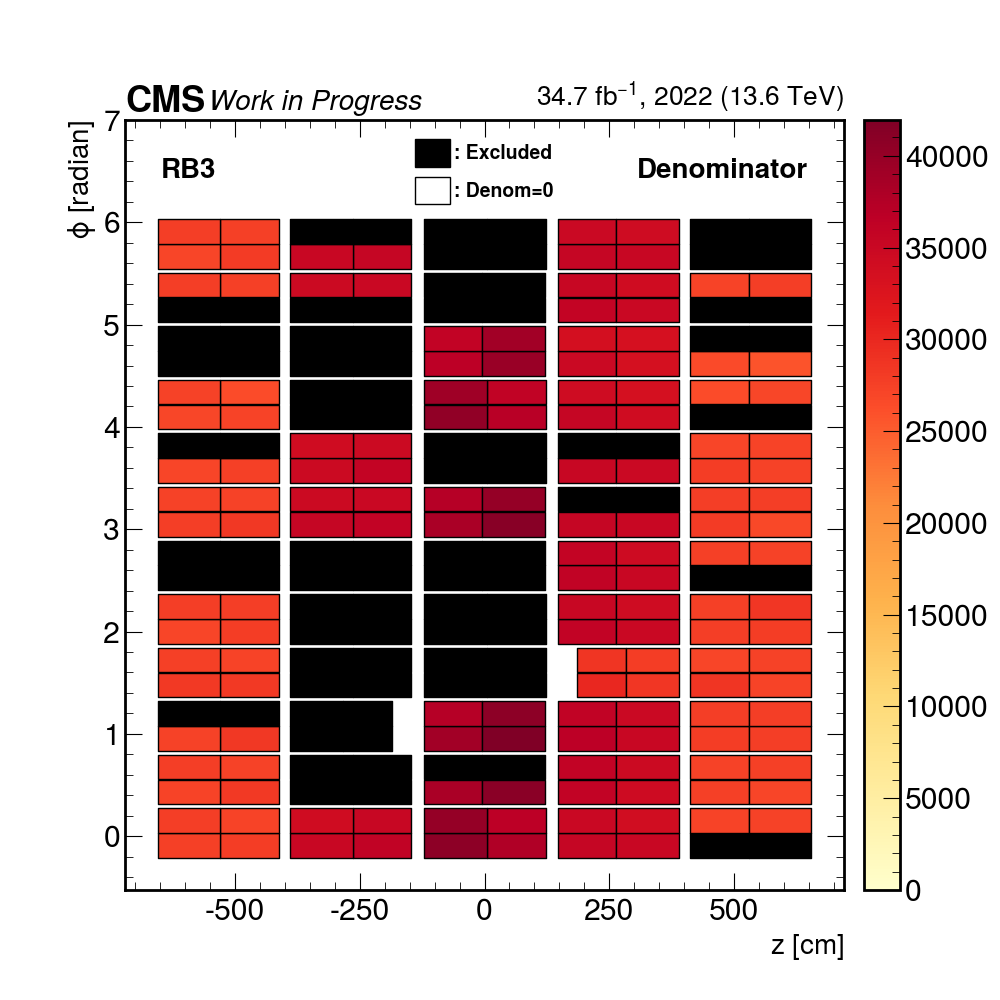 CMS Work in Progress
34.7 fb⁻¹, 2022 (13.6 TeV)
RB3
: Excluded
: Denom=0
Denominator
ϕ [radian]
7
6
5
4
3
2
1
0
-500
-250
0
250
500
z [cm]
40000
35000
30000
25000
20000
15000
10000
5000
0